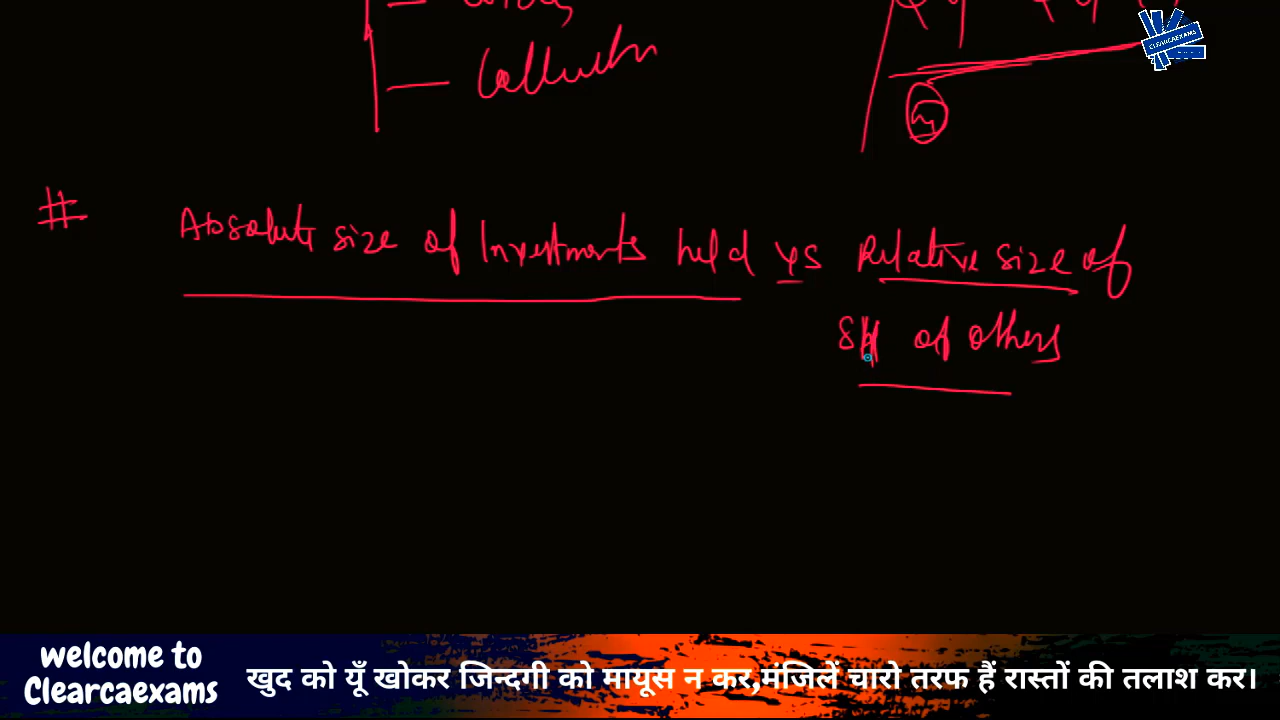 CLEARCAEXAMS
# Absolute size of Investments held vs Relative size of
SH of others
welcome to
Clearcaexams
खुद को यूँ खोकर जिन्दगी को मायूस न कर,मंजिलें चारो तरफ हैं रास्तों की तलाश कर।